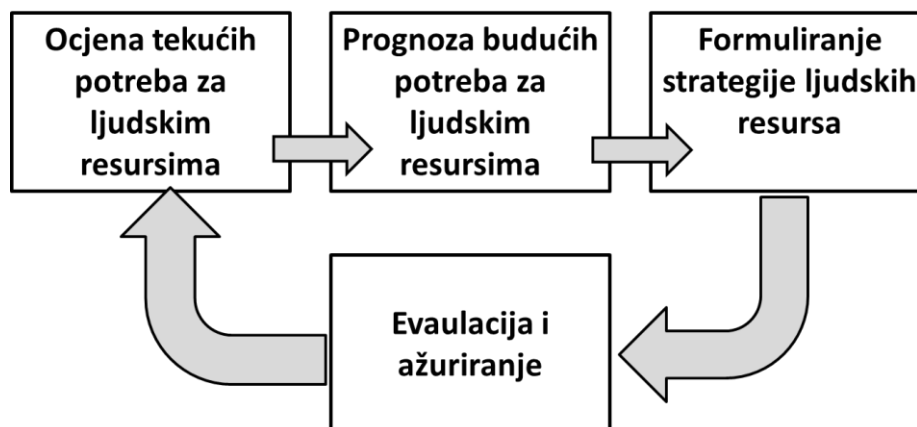 Ocjena tekućih
potreba za
ljudskim
resursima
Prognoza budućih
potreba za
ljudskim
resursima
Formuliranje
strategije ljudskih
resursa
Evaulacija i
ažuriranje